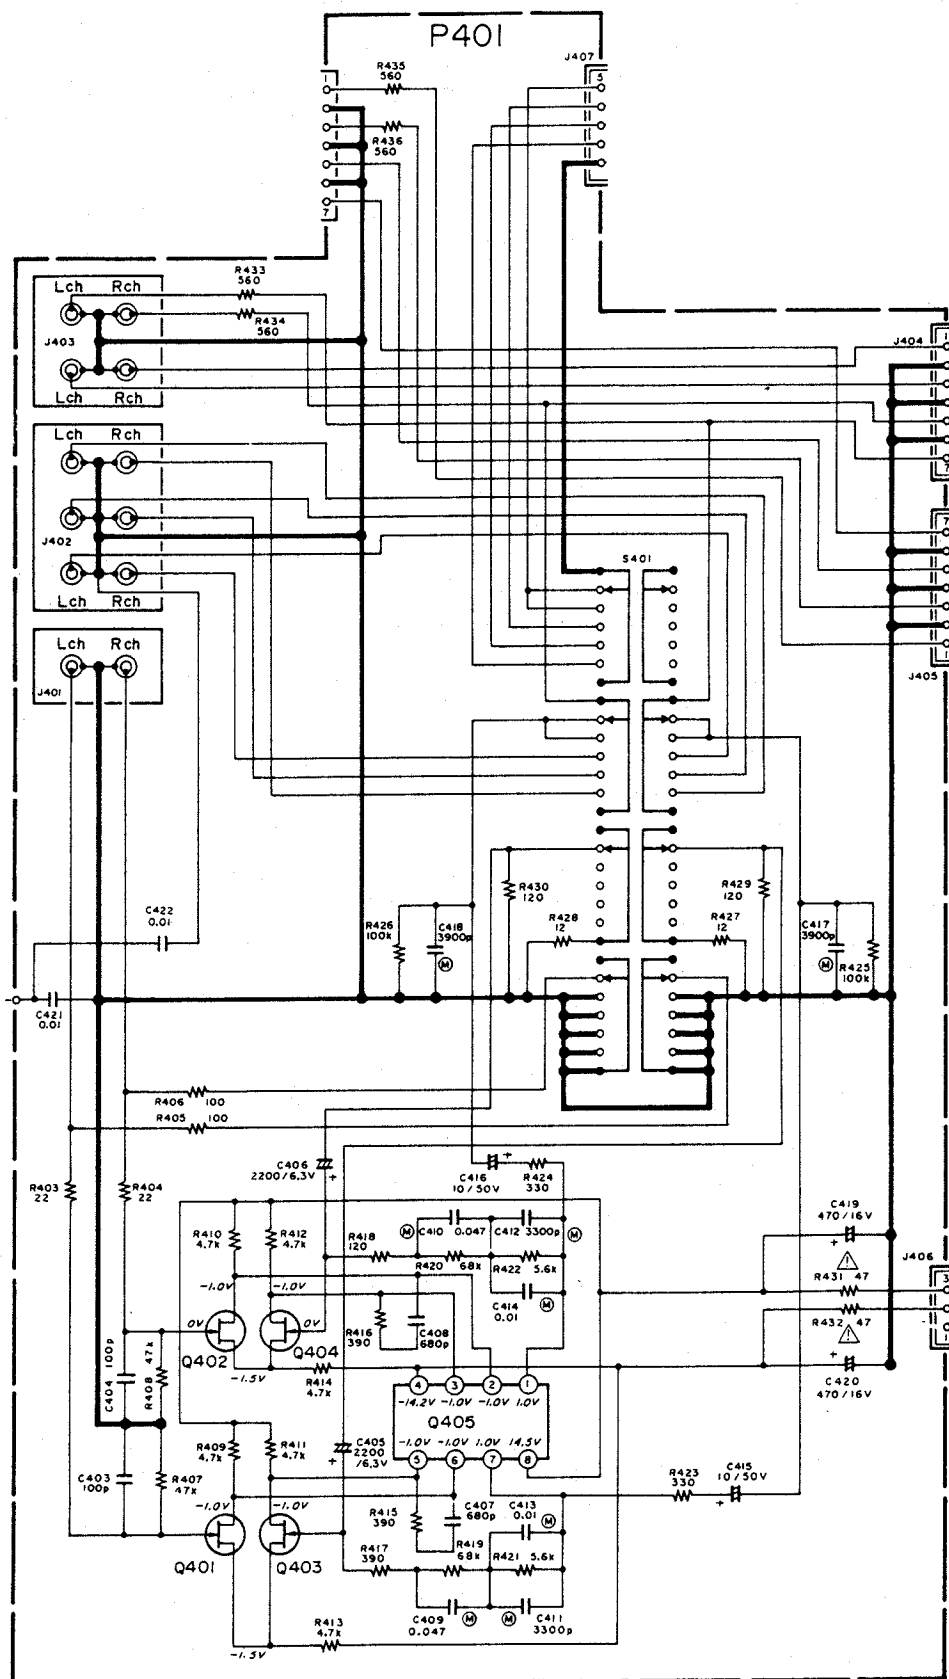 P401
J407
R435
560
1
5
R436
560
7
1
R433
560
Lch Rch
R434
560
J403
Lch Rch
J404
1
7
Lch Rch
J402
Lch Rch
S401
7
1
J405
Lch Rch
J401
C422
0.01
R426
100k
C418
3900p
M
R430
120
R428
12
R429
120
R427
12
C417
3900p
M
R425
100k
C421
0.01
R406 100
R405 100
C406
2200/6.3V
+
C416
10/50V
+
R424
330
R403
22
R404
22
C419
470/16V
+
R410
4.7k
R412
4.7k
R418
120
M
C410 0.047
C412 3300p
M
R420 68k
R422 5.6k
J406
3
1
R431 47
R432 47
-1.0V
-1.0V
C414
0.01
M
0V
0V
R416
390
C408
680p
Q402
Q404
C404 100p
R408 47k
-1.5V
R414
4.7k
+
C420
470/16V
4 3 2 1
-14.2V -1.0V -1.0V 1.0V
Q405
-1.0V -1.0V 1.0V 14.5V
5 6 7 8
R409
4.7k
R411
4.7k
C405
2200
/6.3V
+
C403
100p
R407
47k
R423
330
C415
10/50V
+
-1.0V
-1.0V
R415
390
C407
680p
C413
0.01
M
Q401
Q403
R417
390
R419
68k
R421 5.6k
C409
0.047
M
M
C411
3300p
R413
4.7k
-1.5V